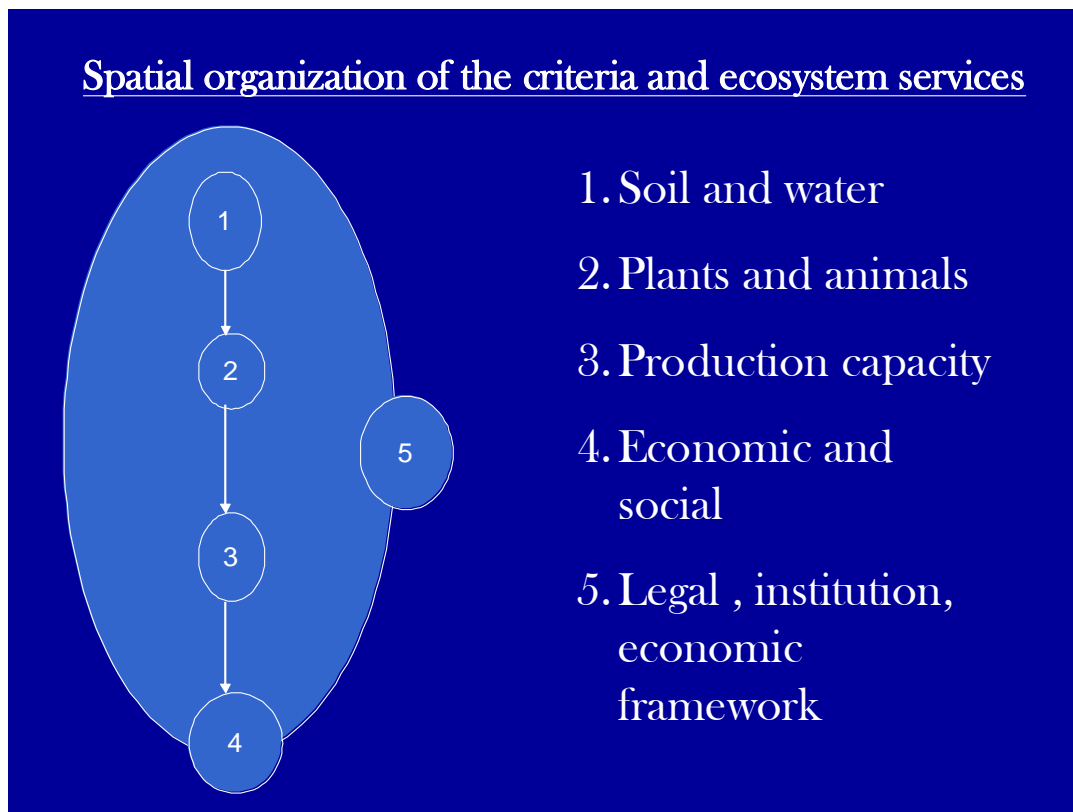 Spatial organization of the criteria and ecosystem services
1
2
3
4
5
1. Soil and water
2. Plants and animals
3. Production capacity
4. Economic and
social
5. Legal , institution,
economic
framework